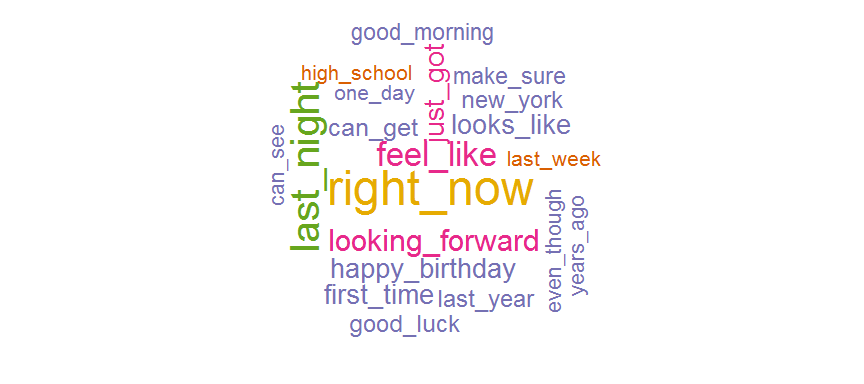 good_morning
high_school
just_got
make_sure
one_day
new_york
can_get
looks_like
can_see
last_night
feel_like
last_week
right_now
looking_forward
even_though
years_ago
happy_birthday
first_time
last_year
good_luck